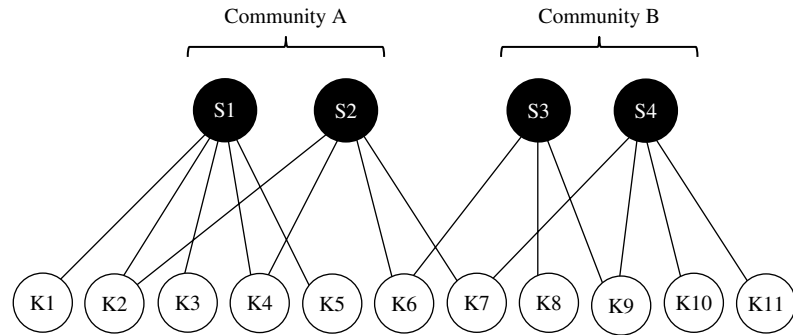 Community A Community B
S1 S2 S3 S4
K1 K2 K3 K4 K5 K6 K7 K8 K9 K10 K11